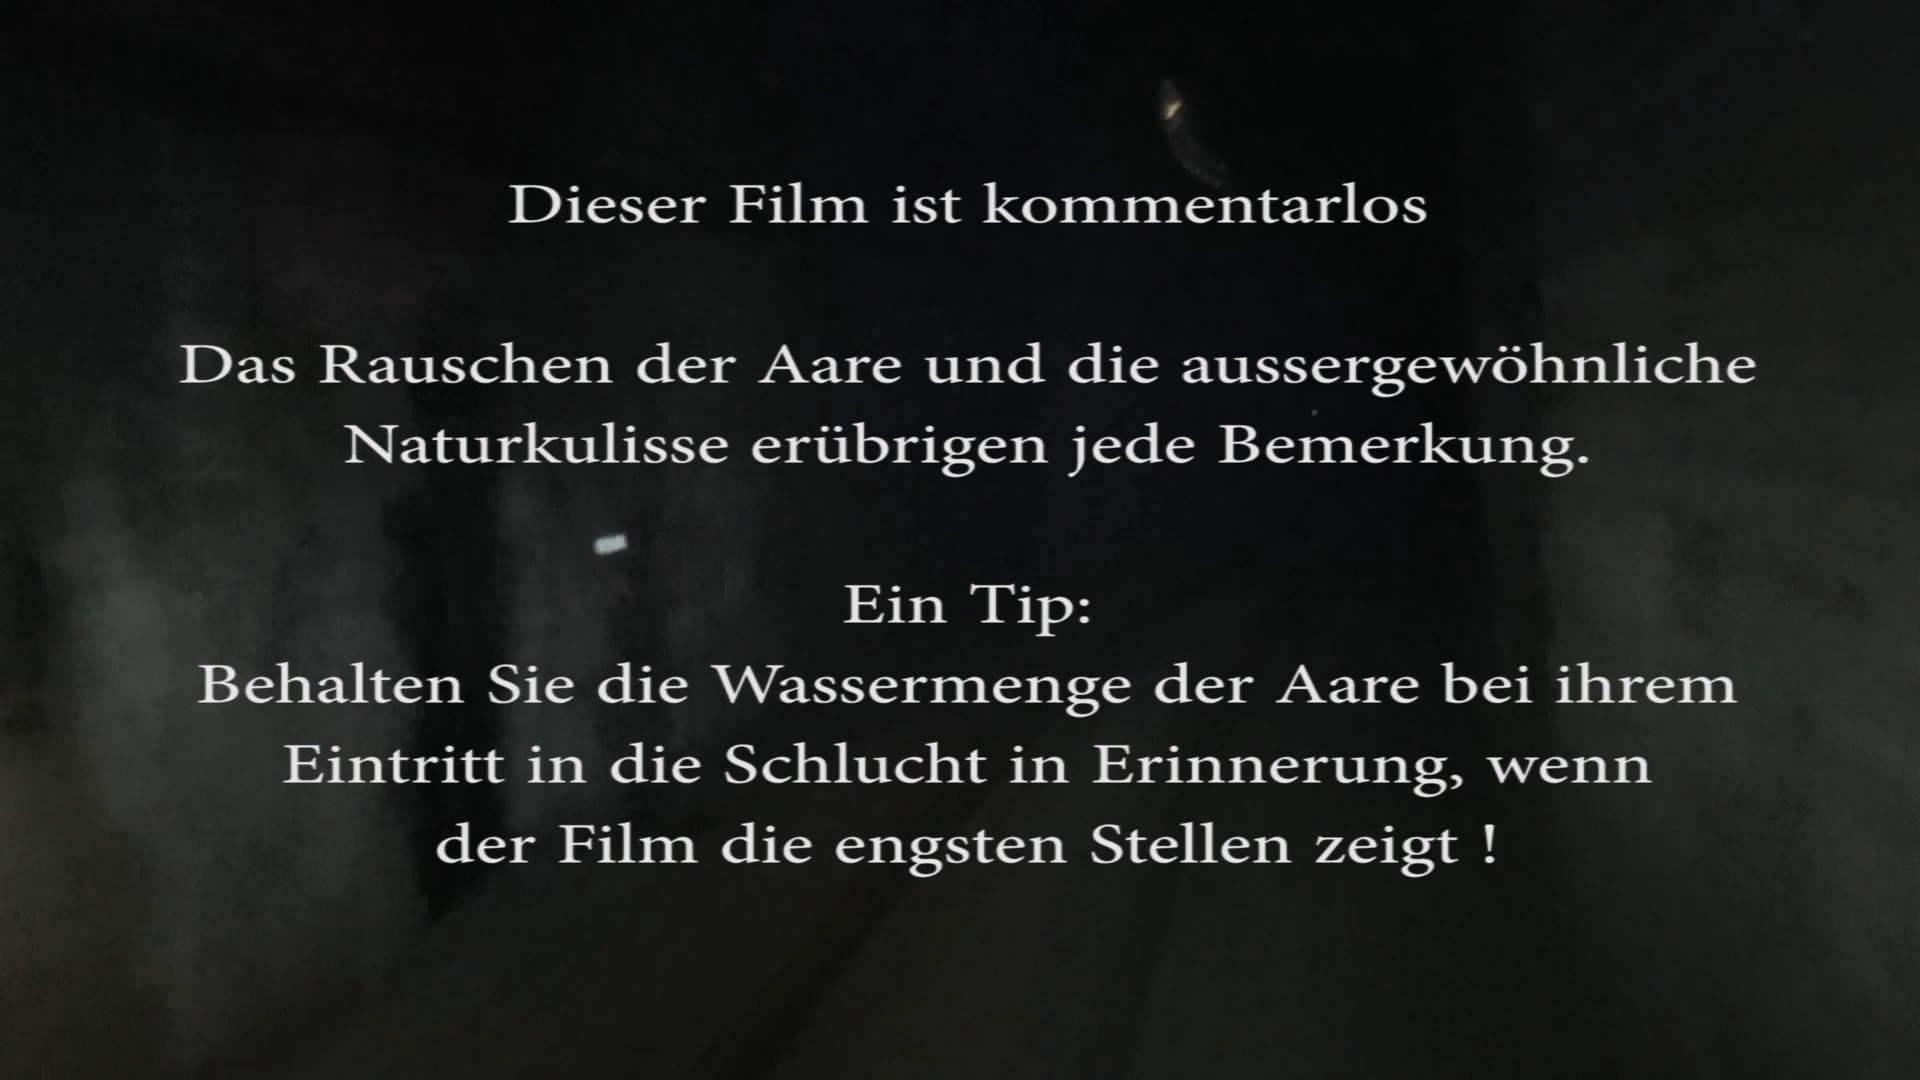 Dieser Film ist kommentarlos
Das Rauschen der Aare und die aussergewöhnliche
Naturkulisse erübrigen jede Bemerkung.
Ein Tip:
Behalten Sie die Wassermenge der Aare bei ihrem
Eintritt in die Schlucht in Erinnerung, wenn
der Film die engsten Stellen zeigt !